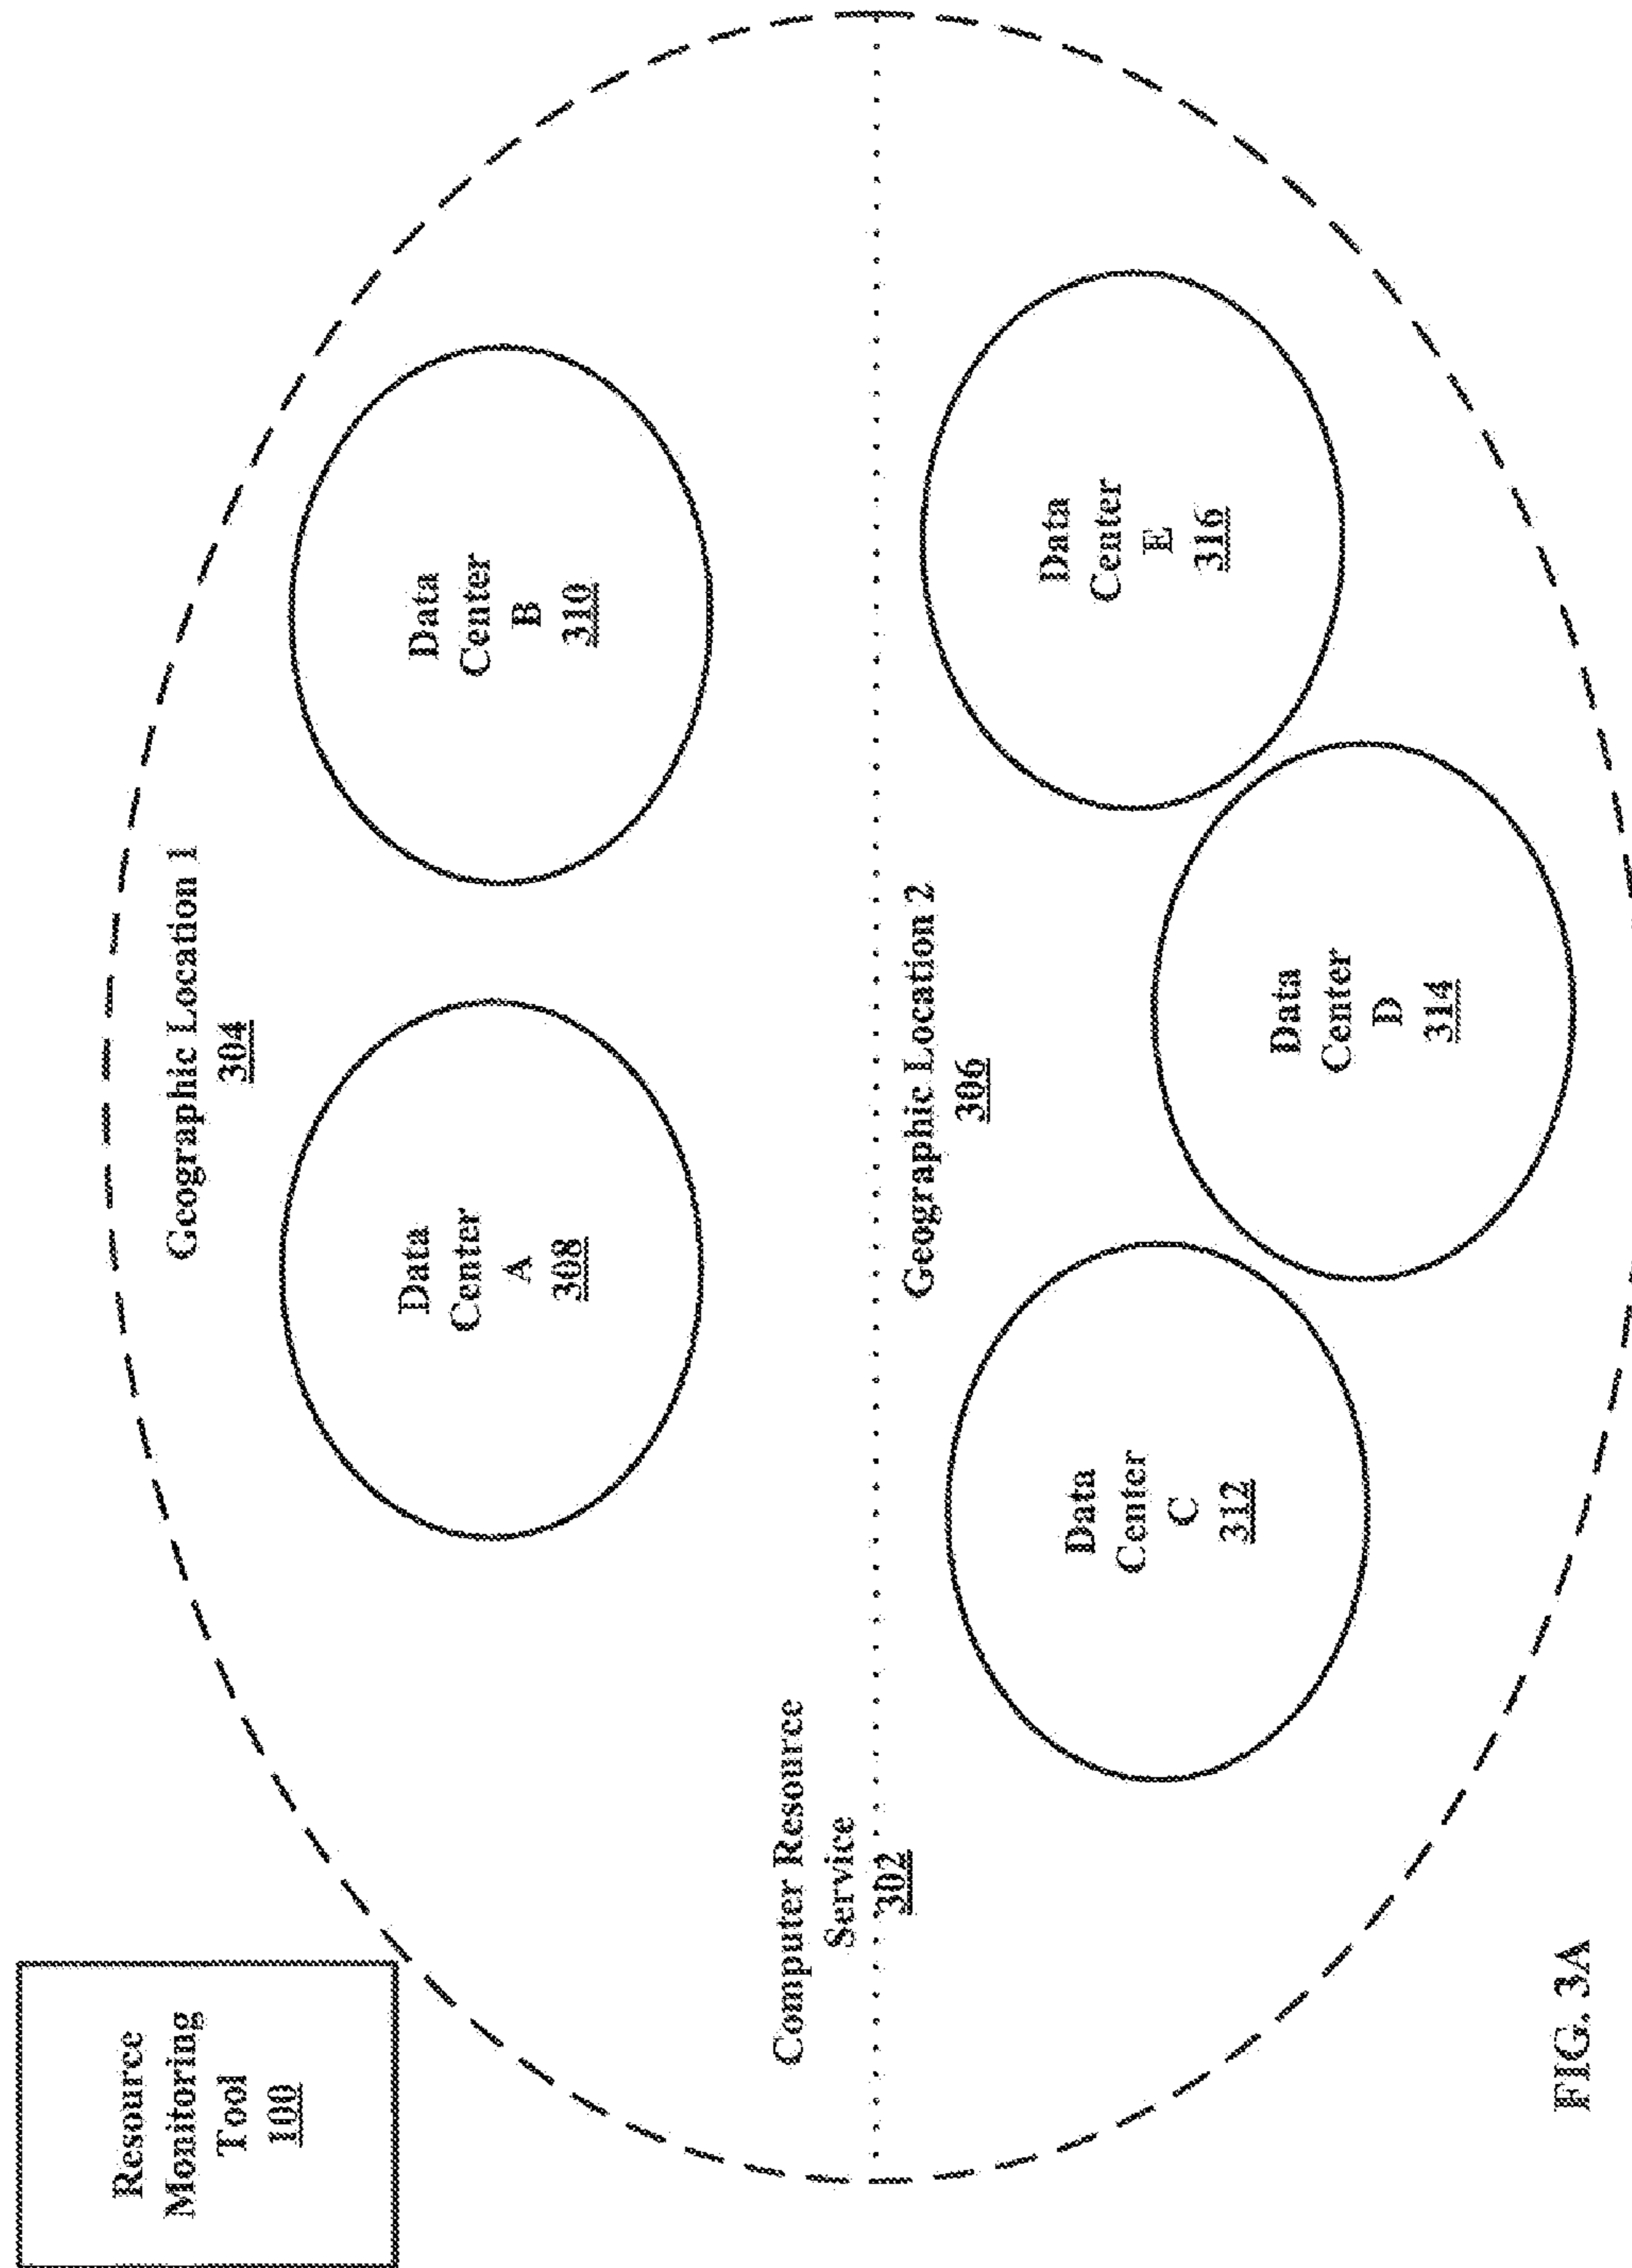 Resource
Monitoring
Tool
100
Geographic Location 1
304
Data
Center
A
308
Data
Center
B
310
Computer Resource
Service
302
Geographic Location 2
306
Data
Center
C
312
Data
Center
D
314
Data
Center
E
316
FIG. 3A